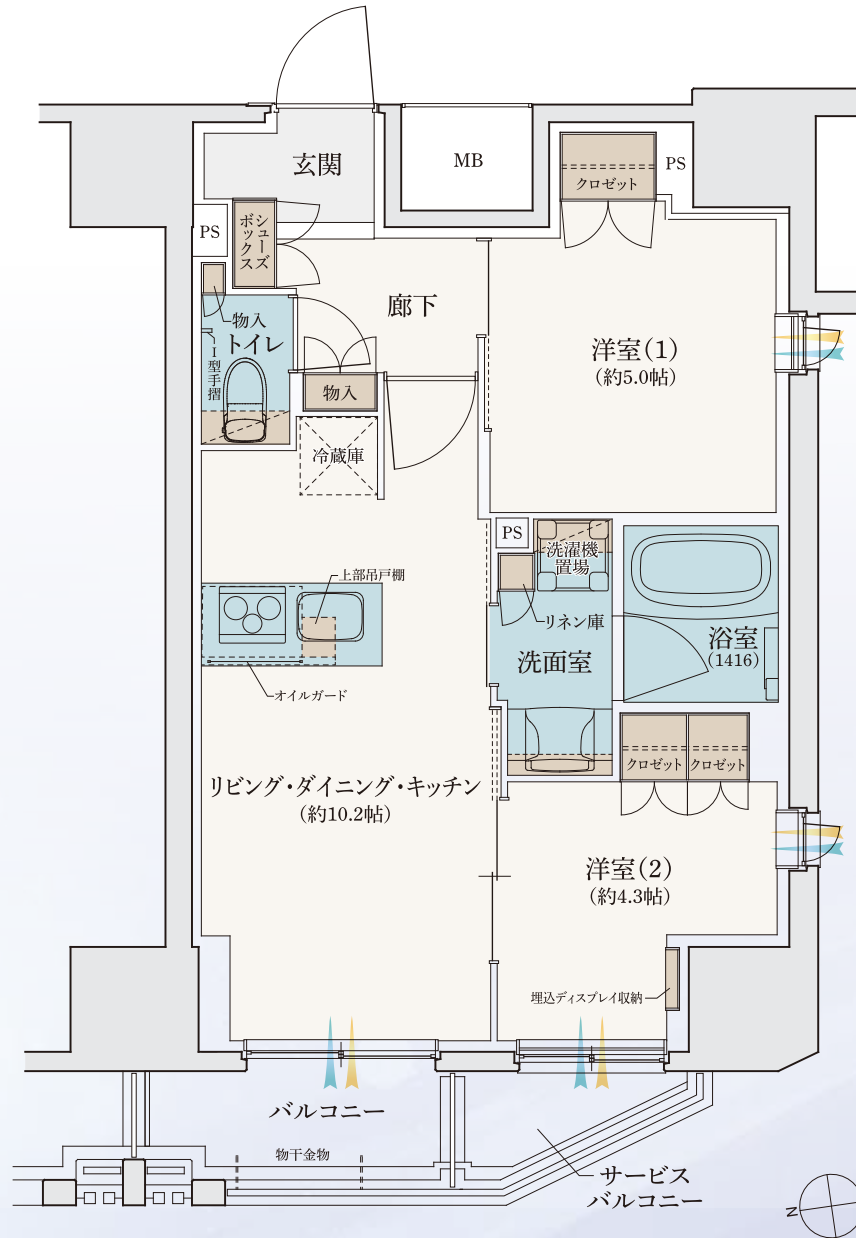 玄関
MB
クロゼット
PS
PS
シューズ
ボックス
物入
トイレ
I型手摺
廊下
洋室(1)
(約5.0帖)
物入
冷蔵庫
PS
洗濯機
置場
上部吊戸棚
リネン庫
洗面室
浴室
(1416)
オイルガード
クロゼット
クロゼット
リビング・ダイニング・キッチン
(約10.2帖)
洋室(2)
(約4.3帖)
埋込ディスプレイ収納
バルコニー
物干金物
サービス
バルコニー
N